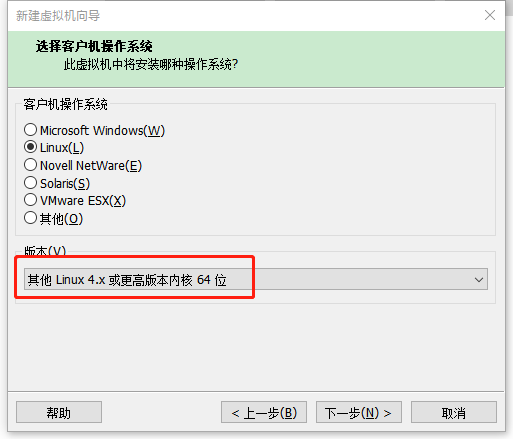 新建虚拟机向导
选择客户机操作系统
此虚拟机中将安装哪种操作系统?
客户机操作系统
Microsoft Windows(W)
Linux(L)
Novell NetWare(E)
Solaris(S)
VMware ESX(X)
其他(O)
版本(V)
其他 Linux 4.x 或更高版本内核 64 位
帮助
< 上一步(B)
下一步(N) >
取消